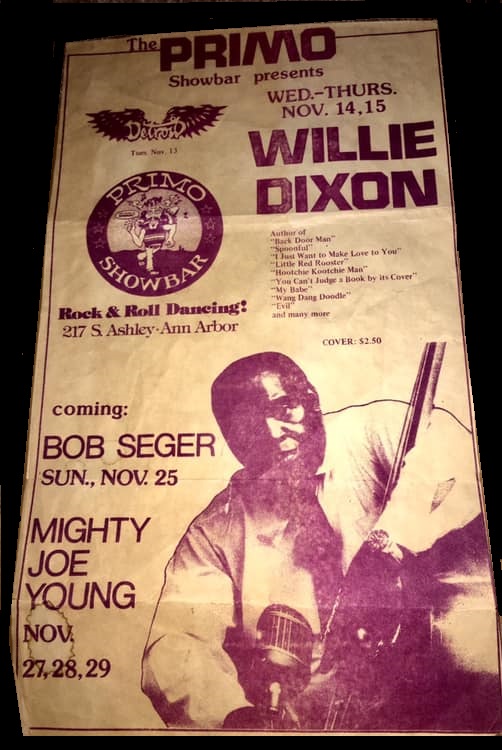 The PRIMO
Showbar presents
WED.-THURS.
NOV. 14,15
Detroit
Tues. Nov. 13
WILLIE
DIXON
PRIMO
SHOWBAR
Author of
"Back Door Man"
"Spoonful"
"I Just Want to Make Love to You"
"Little Red Rooster"
"Hootchie Kootchie Man"
"You Can't Judge a Book by its Cover"
"My Babe"
"Wang Dang Doodle"
"Evil"
and many more
Rock & Roll Dancing!
217 S. Ashley·Ann Arbor
COVER: $2.50
coming:
BOB SEGER
SUN., NOV. 25
MIGHTY
JOE
YOUNG
NOV.
27,28,29